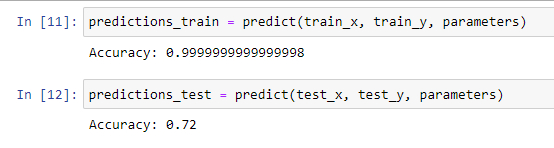 In [11]: predictions_train = predict(train_x, train_y, parameters)
Accuracy: 0.9999999999999998
In [12]: predictions_test = predict(test_x, test_y, parameters)
Accuracy: 0.72